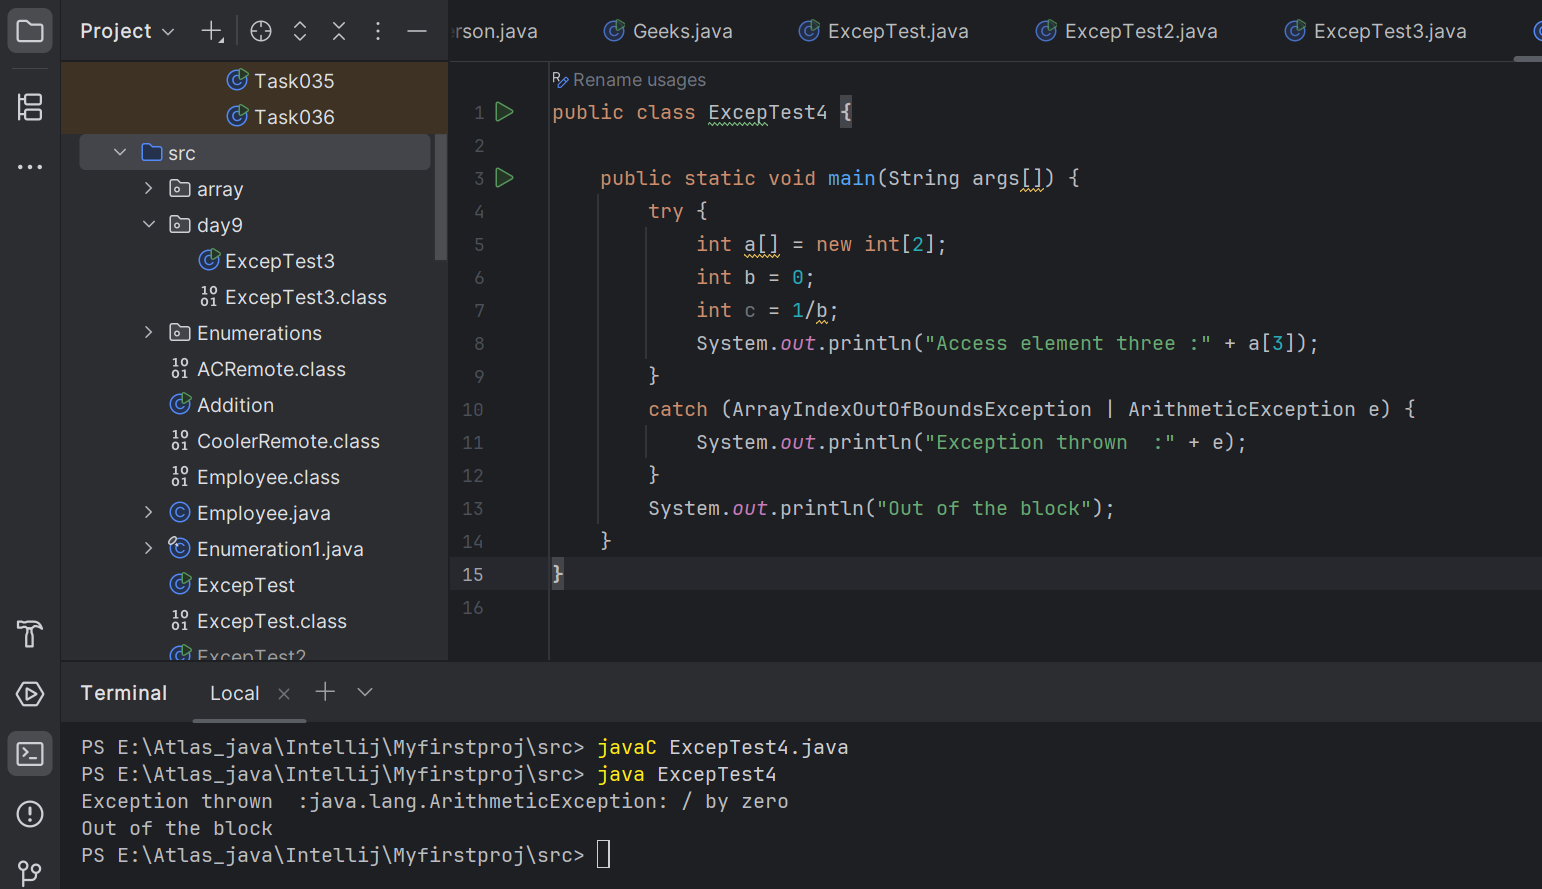 Project
rson.java
Geeks.java
ExcepTest.java
ExcepTest2.java
ExcepTest3.java
Task035
Task036
src
array
day9
ExcepTest3
ExcepTest3.class
Enumerations
ACRemote.class
Addition
CoolerRemote.class
Employee.class
Employee.java
Enumeration1.java
ExcepTest
ExcepTest.class
ExcepTest2
Rename usages
1 public class ExcepTest4 {
2
3     public static void main(String args[]) {
4         try {
5             int a[] = new int[2];
6             int b = 0;
7             int c = 1/b;
8             System.out.println("Access element three :" + a[3]);
9         }
10         catch (ArrayIndexOutOfBoundsException | ArithmeticException e) {
11             System.out.println("Exception thrown  :" + e);
12         }
13         System.out.println("Out of the block");
14     }
15 }
16
Terminal
Local
PS E:\Atlas_java\Intellij\Myfirstproj\src> javaC ExcepTest4.java
PS E:\Atlas_java\Intellij\Myfirstproj\src> java ExcepTest4
Exception thrown  :java.lang.ArithmeticException: / by zero
Out of the block
PS E:\Atlas_java\Intellij\Myfirstproj\src>